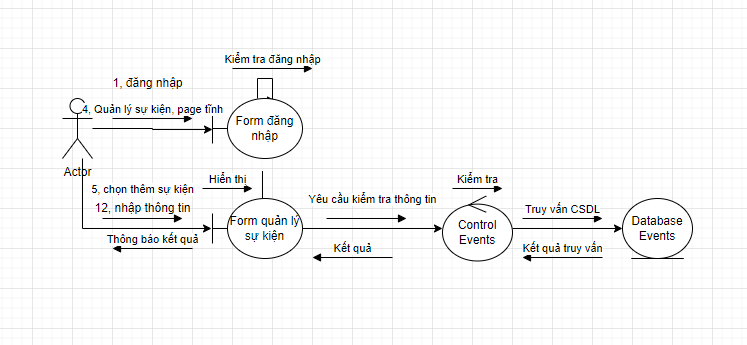 Kiểm tra đăng nhập
1, đăng nhập
4, Quản lý sự kiện, page tĩnh
Form đăng
nhập
Actor
Hiển thị
Kiểm tra
5, chọn thêm sự kiện
12, nhập thông tin
Yêu cầu kiểm tra thông tin
Truy vấn CSDL
Form quản lý
sự kiện
Control
Events
Database
Events
Thông báo kết quả
Kết quả
Kết quả truy vấn